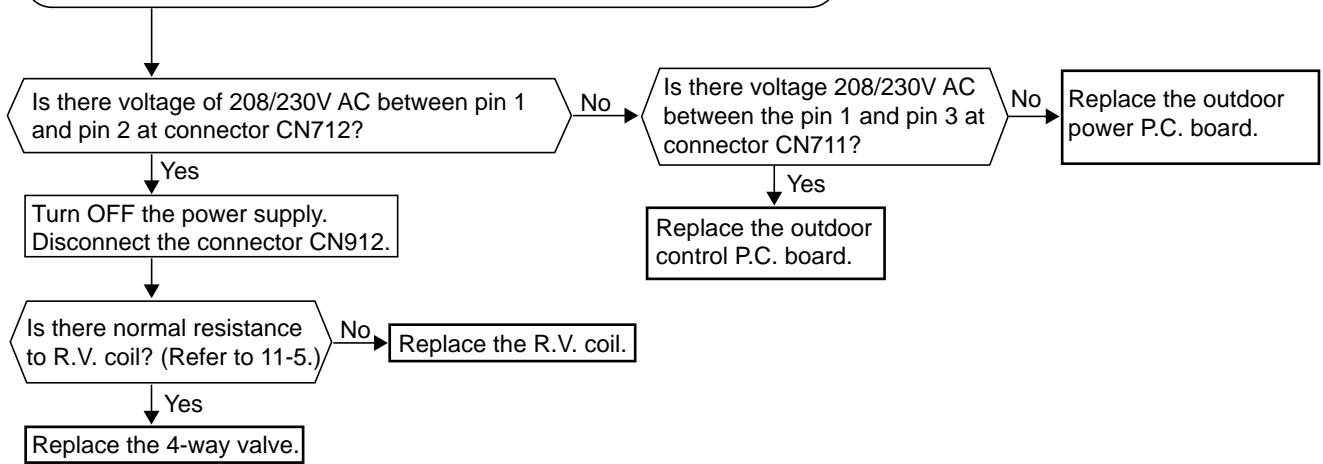 Is there voltage of 208/230V AC between pin 1
and pin 2 at connector CN712?
No
Is there voltage 208/230V AC
between the pin 1 and pin 3 at
connector CN711?
No
Replace the outdoor
power P.C. board.
Yes
Yes
Turn OFF the power supply.
Disconnect the connector CN912.
Replace the outdoor
control P.C. board.
Is there normal resistance
to R.V. coil? (Refer to 11-5.)
No
Replace the R.V. coil.
Yes
Replace the 4-way valve.